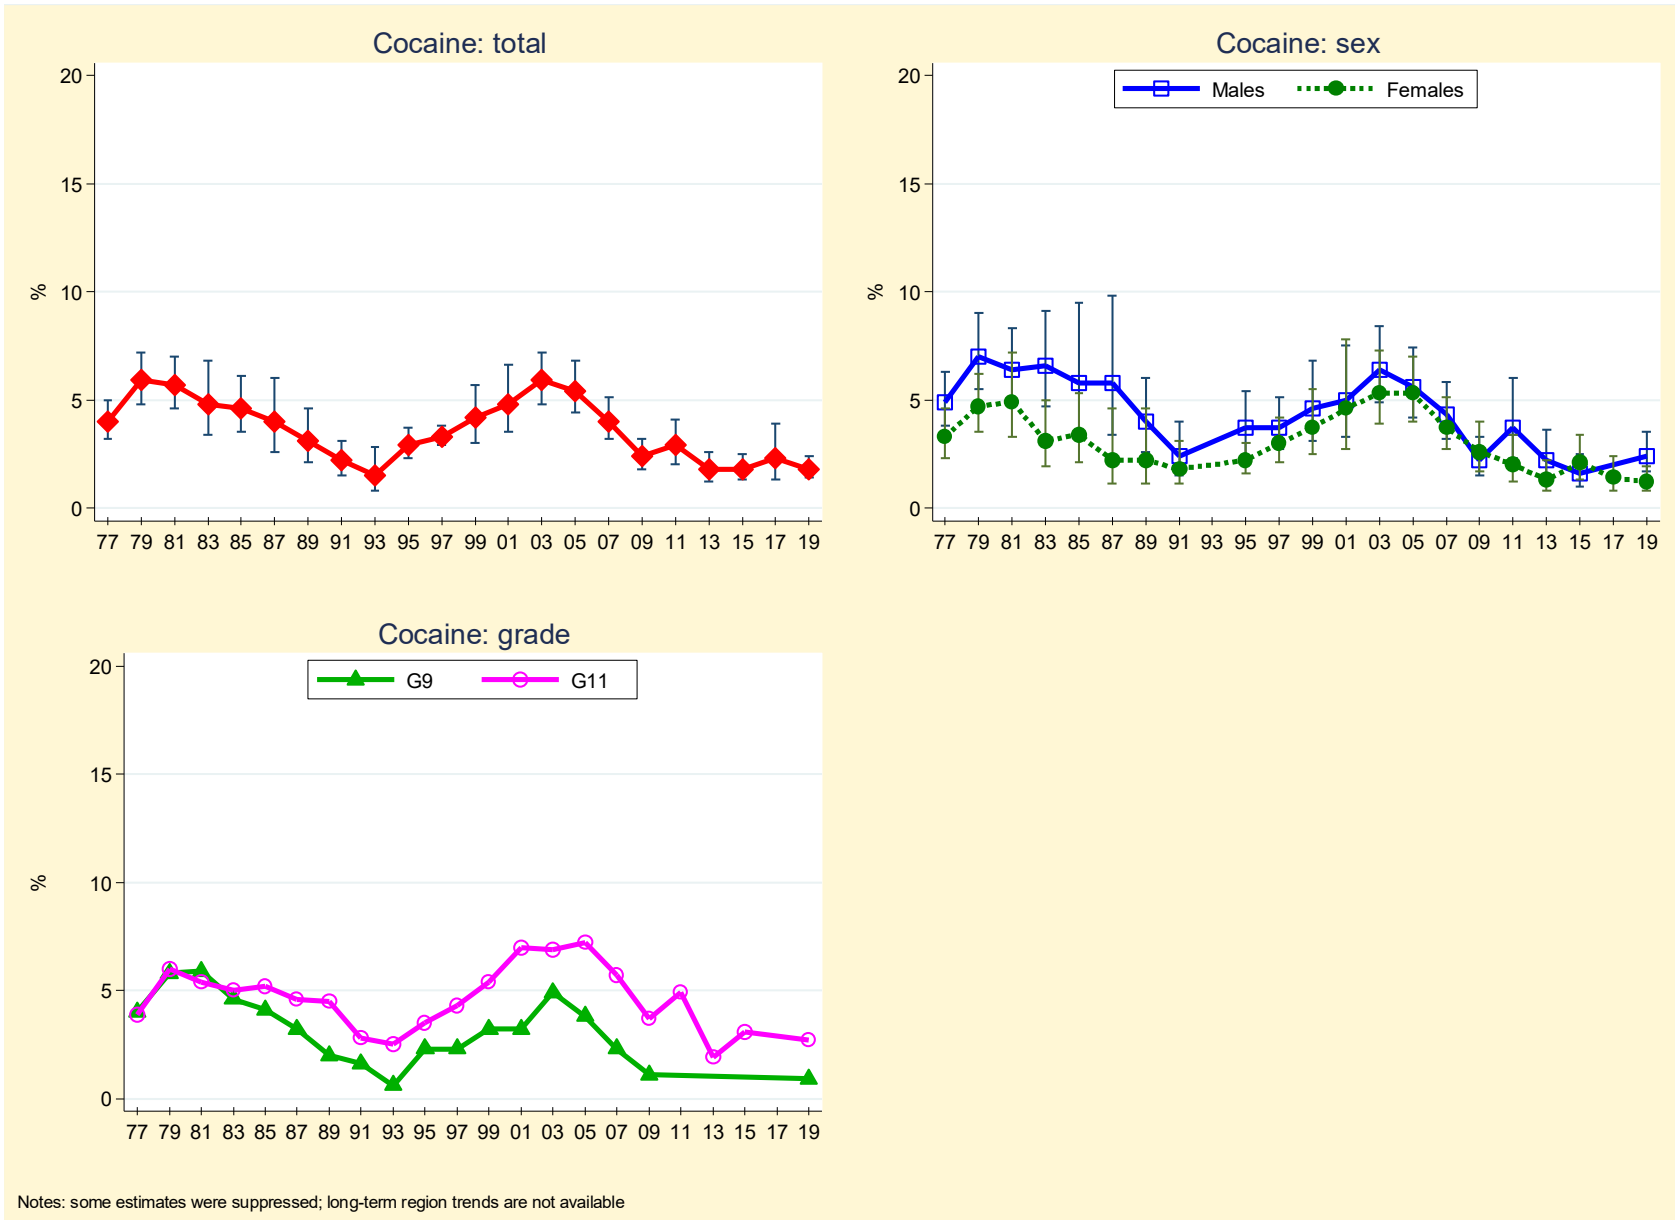 Cocaine: total
20
15
10
5
0
%
77 79 81 83 85 87 89 91 93 95 97 99 01 03 05 07 09 11 13 15 17 19
Cocaine: sex
Males Females
20
15
10
5
0
%
77 79 81 83 85 87 89 91 93 95 97 99 01 03 05 07 09 11 13 15 17 19
Cocaine: grade
G9 G11
20
15
10
5
0
%
77 79 81 83 85 87 89 91 93 95 97 99 01 03 05 07 09 11 13 15 17 19
Notes: some estimates were suppressed; long-term region trends are not available